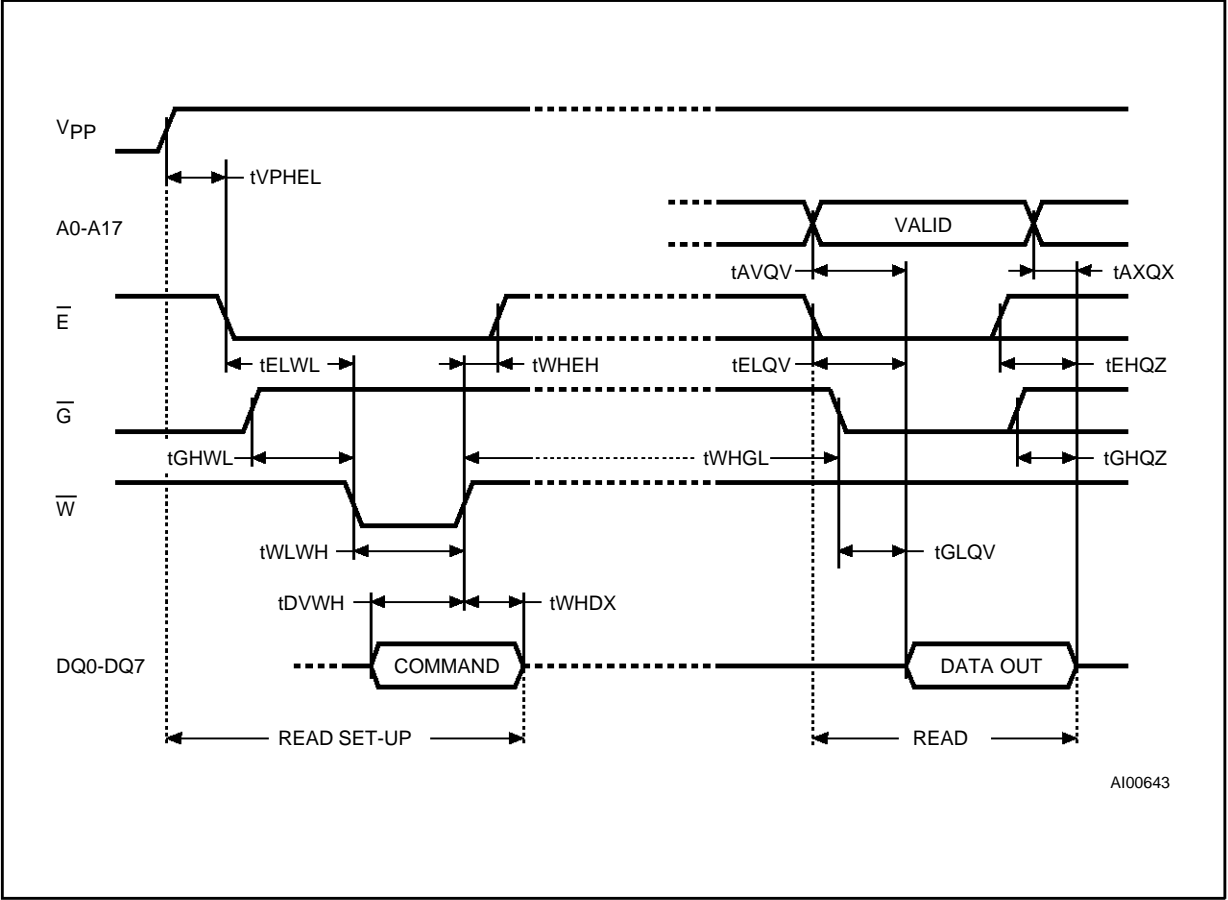 VPP
tVPHEL
A0-A17
VALID
tAVQV
tAXQX
E
tELWL
tWHEH
tELQV
tEHQZ
G
tGHWL
tWHGL
tGHQZ
W
tWLWH
tGLQV
tDVWH
tWHDX
DQ0-DQ7
COMMAND
DATA OUT
READ SET-UP
READ
AI00643